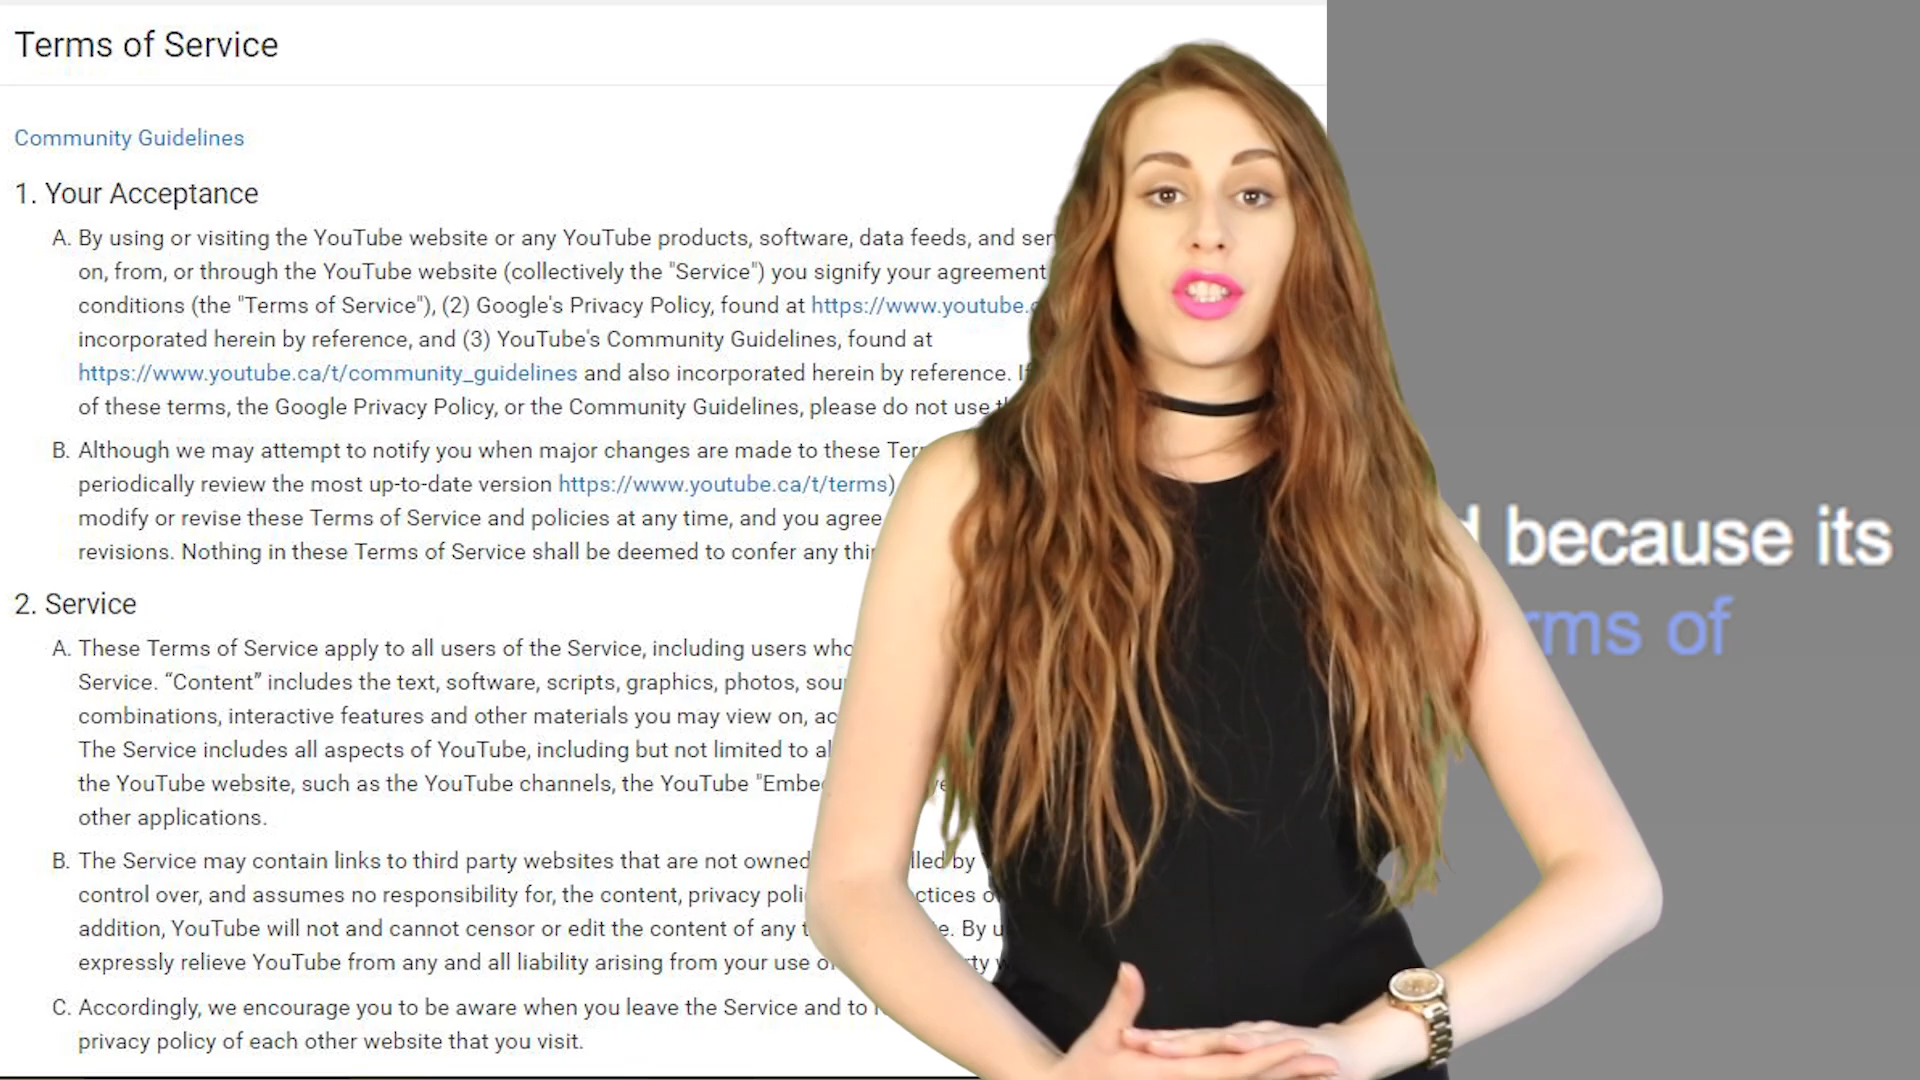 Terms of Service
Community Guidelines
1. Your Acceptance
A. By using or visiting the YouTube website or any YouTube products, software, data feeds, and
on, from, or through the YouTube website (collectively the "Service") you signify your agreement
conditions (the "Terms of Service"), (2) Google's Privacy Policy, found at https://www.youtube.
incorporated herein by reference, and (3) YouTube's Community Guidelines, found at
https://www.youtube.ca/t/community_guidelines and also incorporated herein by reference.
of these terms, the Google Privacy Policy, or the Community Guidelines, please do not use
B. Although we may attempt to notify you when major changes are made to these
periodically review the most up-to-date version https://www.youtube.ca/t/terms)
modify or revise these Terms of Service and policies at any time, and you agree
revisions. Nothing in these Terms of Service shall be deemed to confer any
because its
rms of
2. Service
A. These Terms of Service apply to all users of the Service, including users who
Service. “Content” includes the text, software, scripts, graphics, photos,
combinations, interactive features and other materials you may view on,
The Service includes all aspects of YouTube, including but not limited to
the YouTube website, such as the YouTube channels, the YouTube "Embe
other applications.
B. The Service may contain links to third party websites that are not owned lled by
control over, and assumes no responsibility for, the content, privacy poli ctices
addition, YouTube will not and cannot censor or edit the content of any e. By
expressly relieve YouTube from any and all liability arising from your use ty
C. Accordingly, we encourage you to be aware when you leave the Service and to
privacy policy of each other website that you visit.